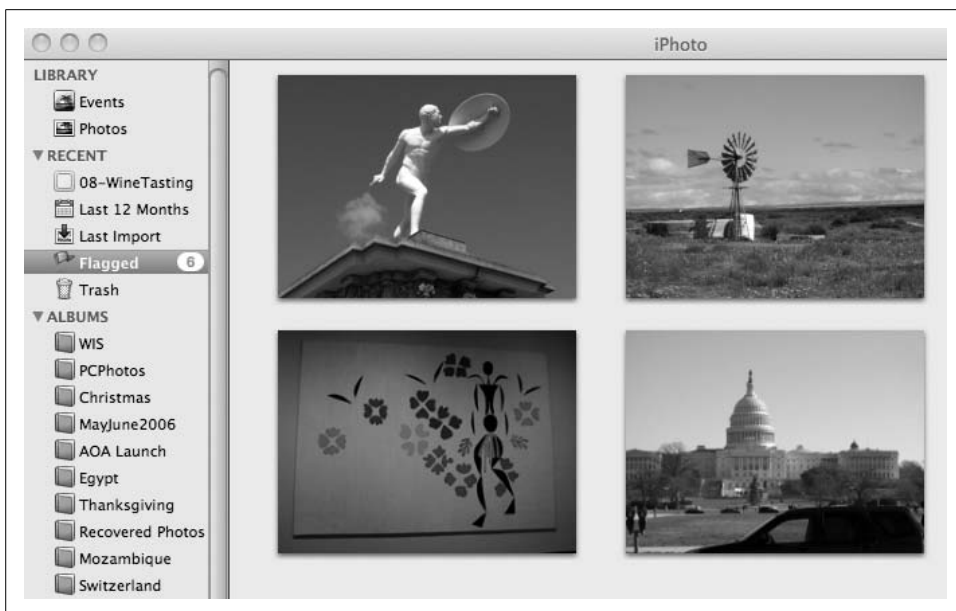 iPhoto
LIBRARY
Events
Photos
RECENT
08-WineTasting
Last 12 Months
Last Import
Flagged 6
Trash
ALBUMS
WIS
PCPhotos
Christmas
MayJune2006
AOA Launch
Egypt
Thanksgiving
Recovered Photos
Mozambique
Switzerland